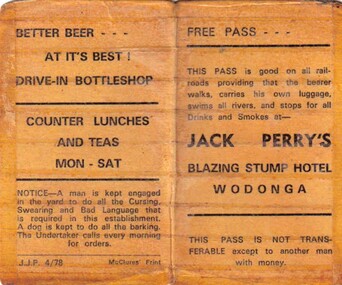 BETTER BEER - - -
AT IT'S BEST !
DRIVE-IN BOTTLESHOP
COUNTER LUNCHES
AND TEAS
MON - SAT
NOTICE—A man is kept engaged
in the yard to do all the Cursing,
Swearing and Bad Language that
is required in this establishment.
A dog is kept to do all the barking.
The Undertaker calls every morning
for orders.
J.J.P. 4/78 McClures' Print
FREE PASS - - -
THIS PASS is good on all rail-
roads providing that the bearer
walks, carries his own luggage,
swims all rivers, and stops for all
Drinks and Smokes at—
JACK PERRY'S
BLAZING STUMP HOTEL
WODONGA
THIS PASS IS NOT TRANS-
FERABLE except to another man
with money.